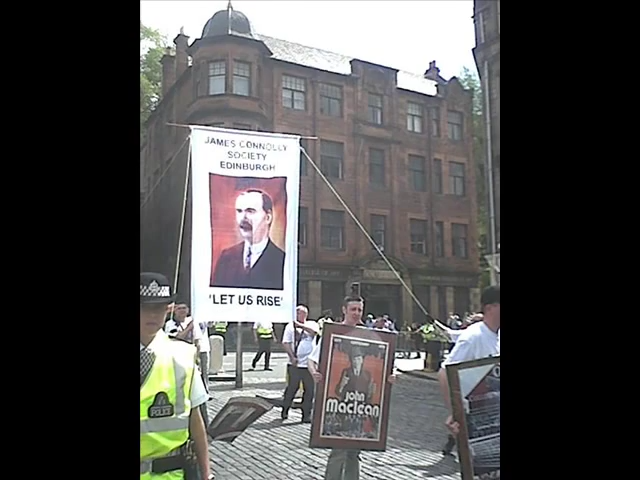 JAMES CONNOLLY
SOCIETY
EDINBURGH
'LET US RISE'
John
Maclean
POLICE